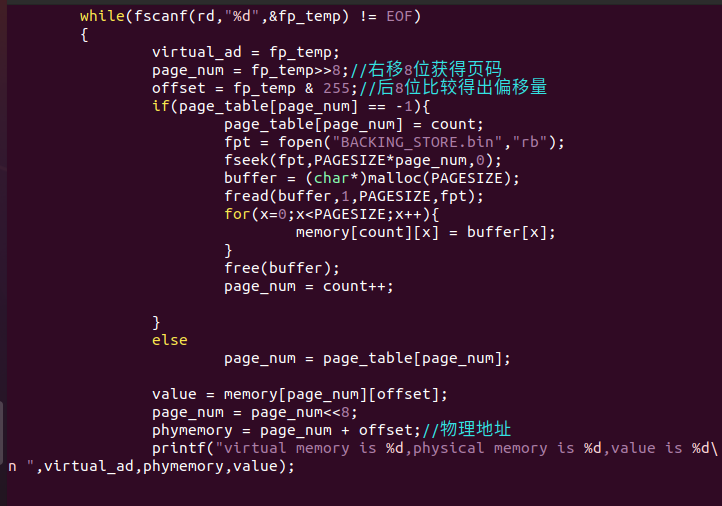 while(fscanf(rd,"%d",&fp_temp) != EOF)
{
virtual_ad = fp_temp;
page_num = fp_temp>>8;//右移8位获得页码
offset = fp_temp & 255;//后8位比较得出偏移量
if(page_table[page_num] == -1){
page_table[page_num] = count;
fpt = fopen("BACKING_STORE.bin","rb");
fseek(fpt,PAGESIZE*page_num,0);
buffer = (char*)malloc(PAGESIZE);
fread(buffer,1,PAGESIZE,fpt);
for(x=0;x<PAGESIZE;x++){
memory[count][x] = buffer[x];
}
free(buffer);
page_num = count++;
}
else
page_num = page_table[page_num];
value = memory[page_num][offset];
page_num = page_num<<8;
phymemory = page_num + offset;//物理地址
printf("virtual memory is %d,physical memory is %d,value is %d\
n ",virtual_ad,phymemory,value);